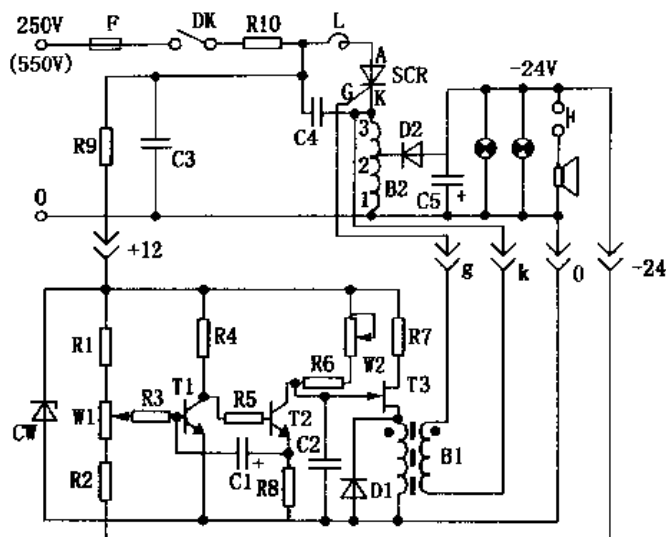 250V F DK R10 L
(550V)
A
SCR
G K
-24V
R9 C3 C4 3 D2
2 B2
C5 +
0 1
+12 g k 0 -24
R1 R4 W2 R7
R6
R3 T1 R5 T2 T3
CW W1
C1 + C2
R2 R8 D1 B1